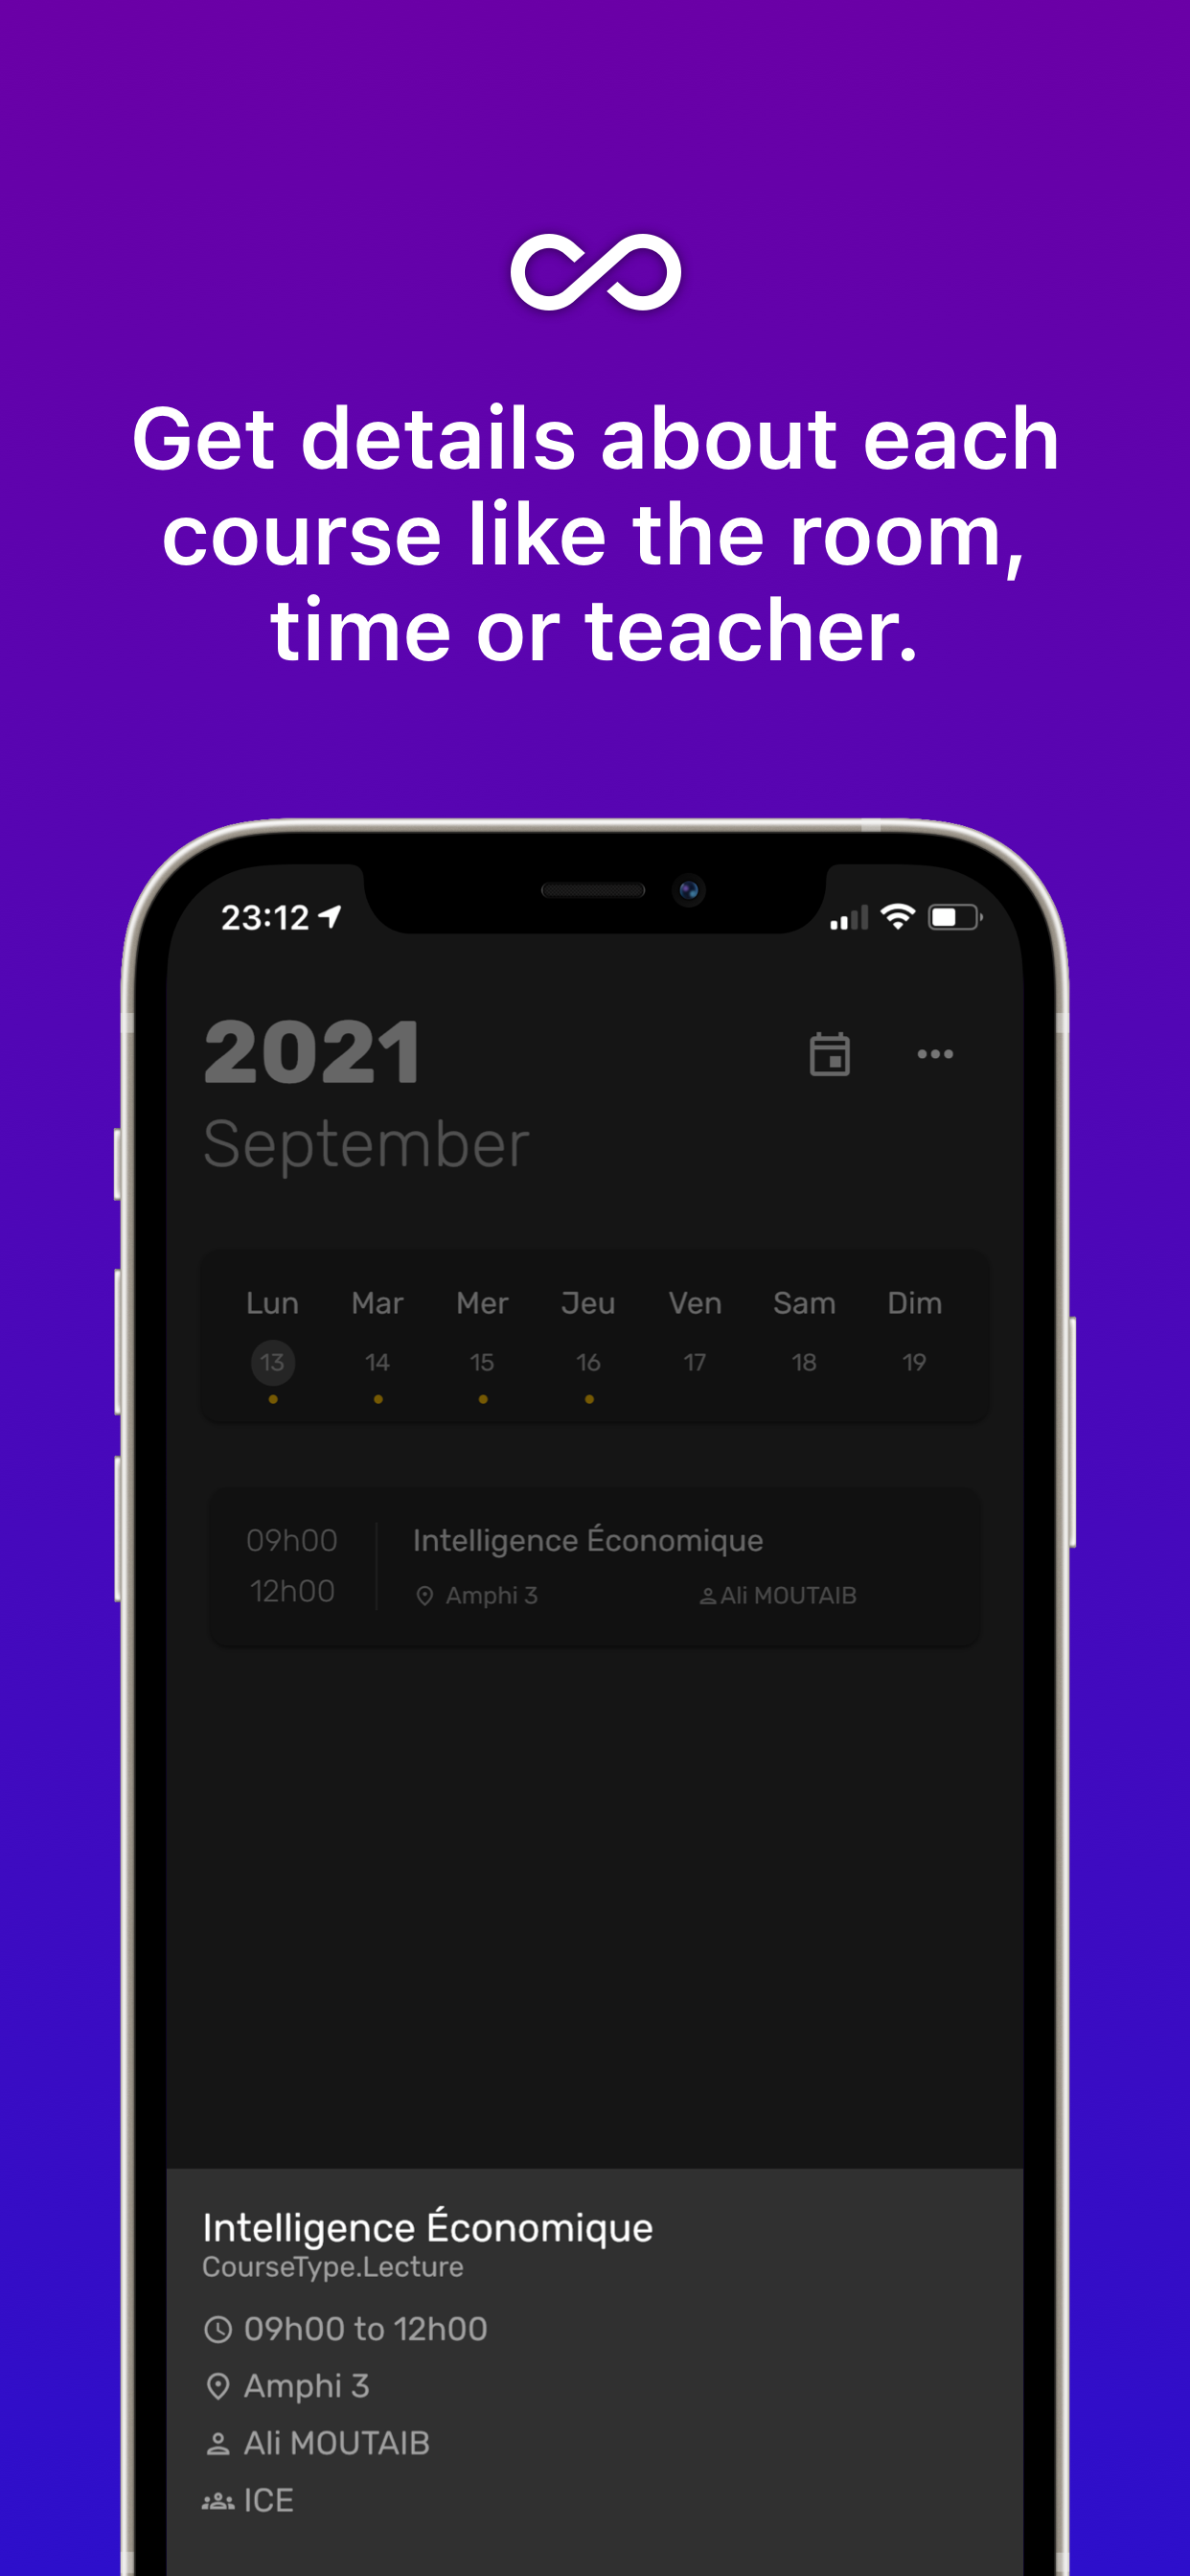 Get details about each
course like the room,
time or teacher.
23:12
2021
September
Lun Mar Mer Jeu Ven Sam Dim
13 14 15 16 17 18 19
09h00
12h00
Intelligence Économique
Amphi 3 Ali MOUTAIB
Intelligence Économique
CourseType.Lecture
09h00 to 12h00
Amphi 3
Ali MOUTAIB
ICE